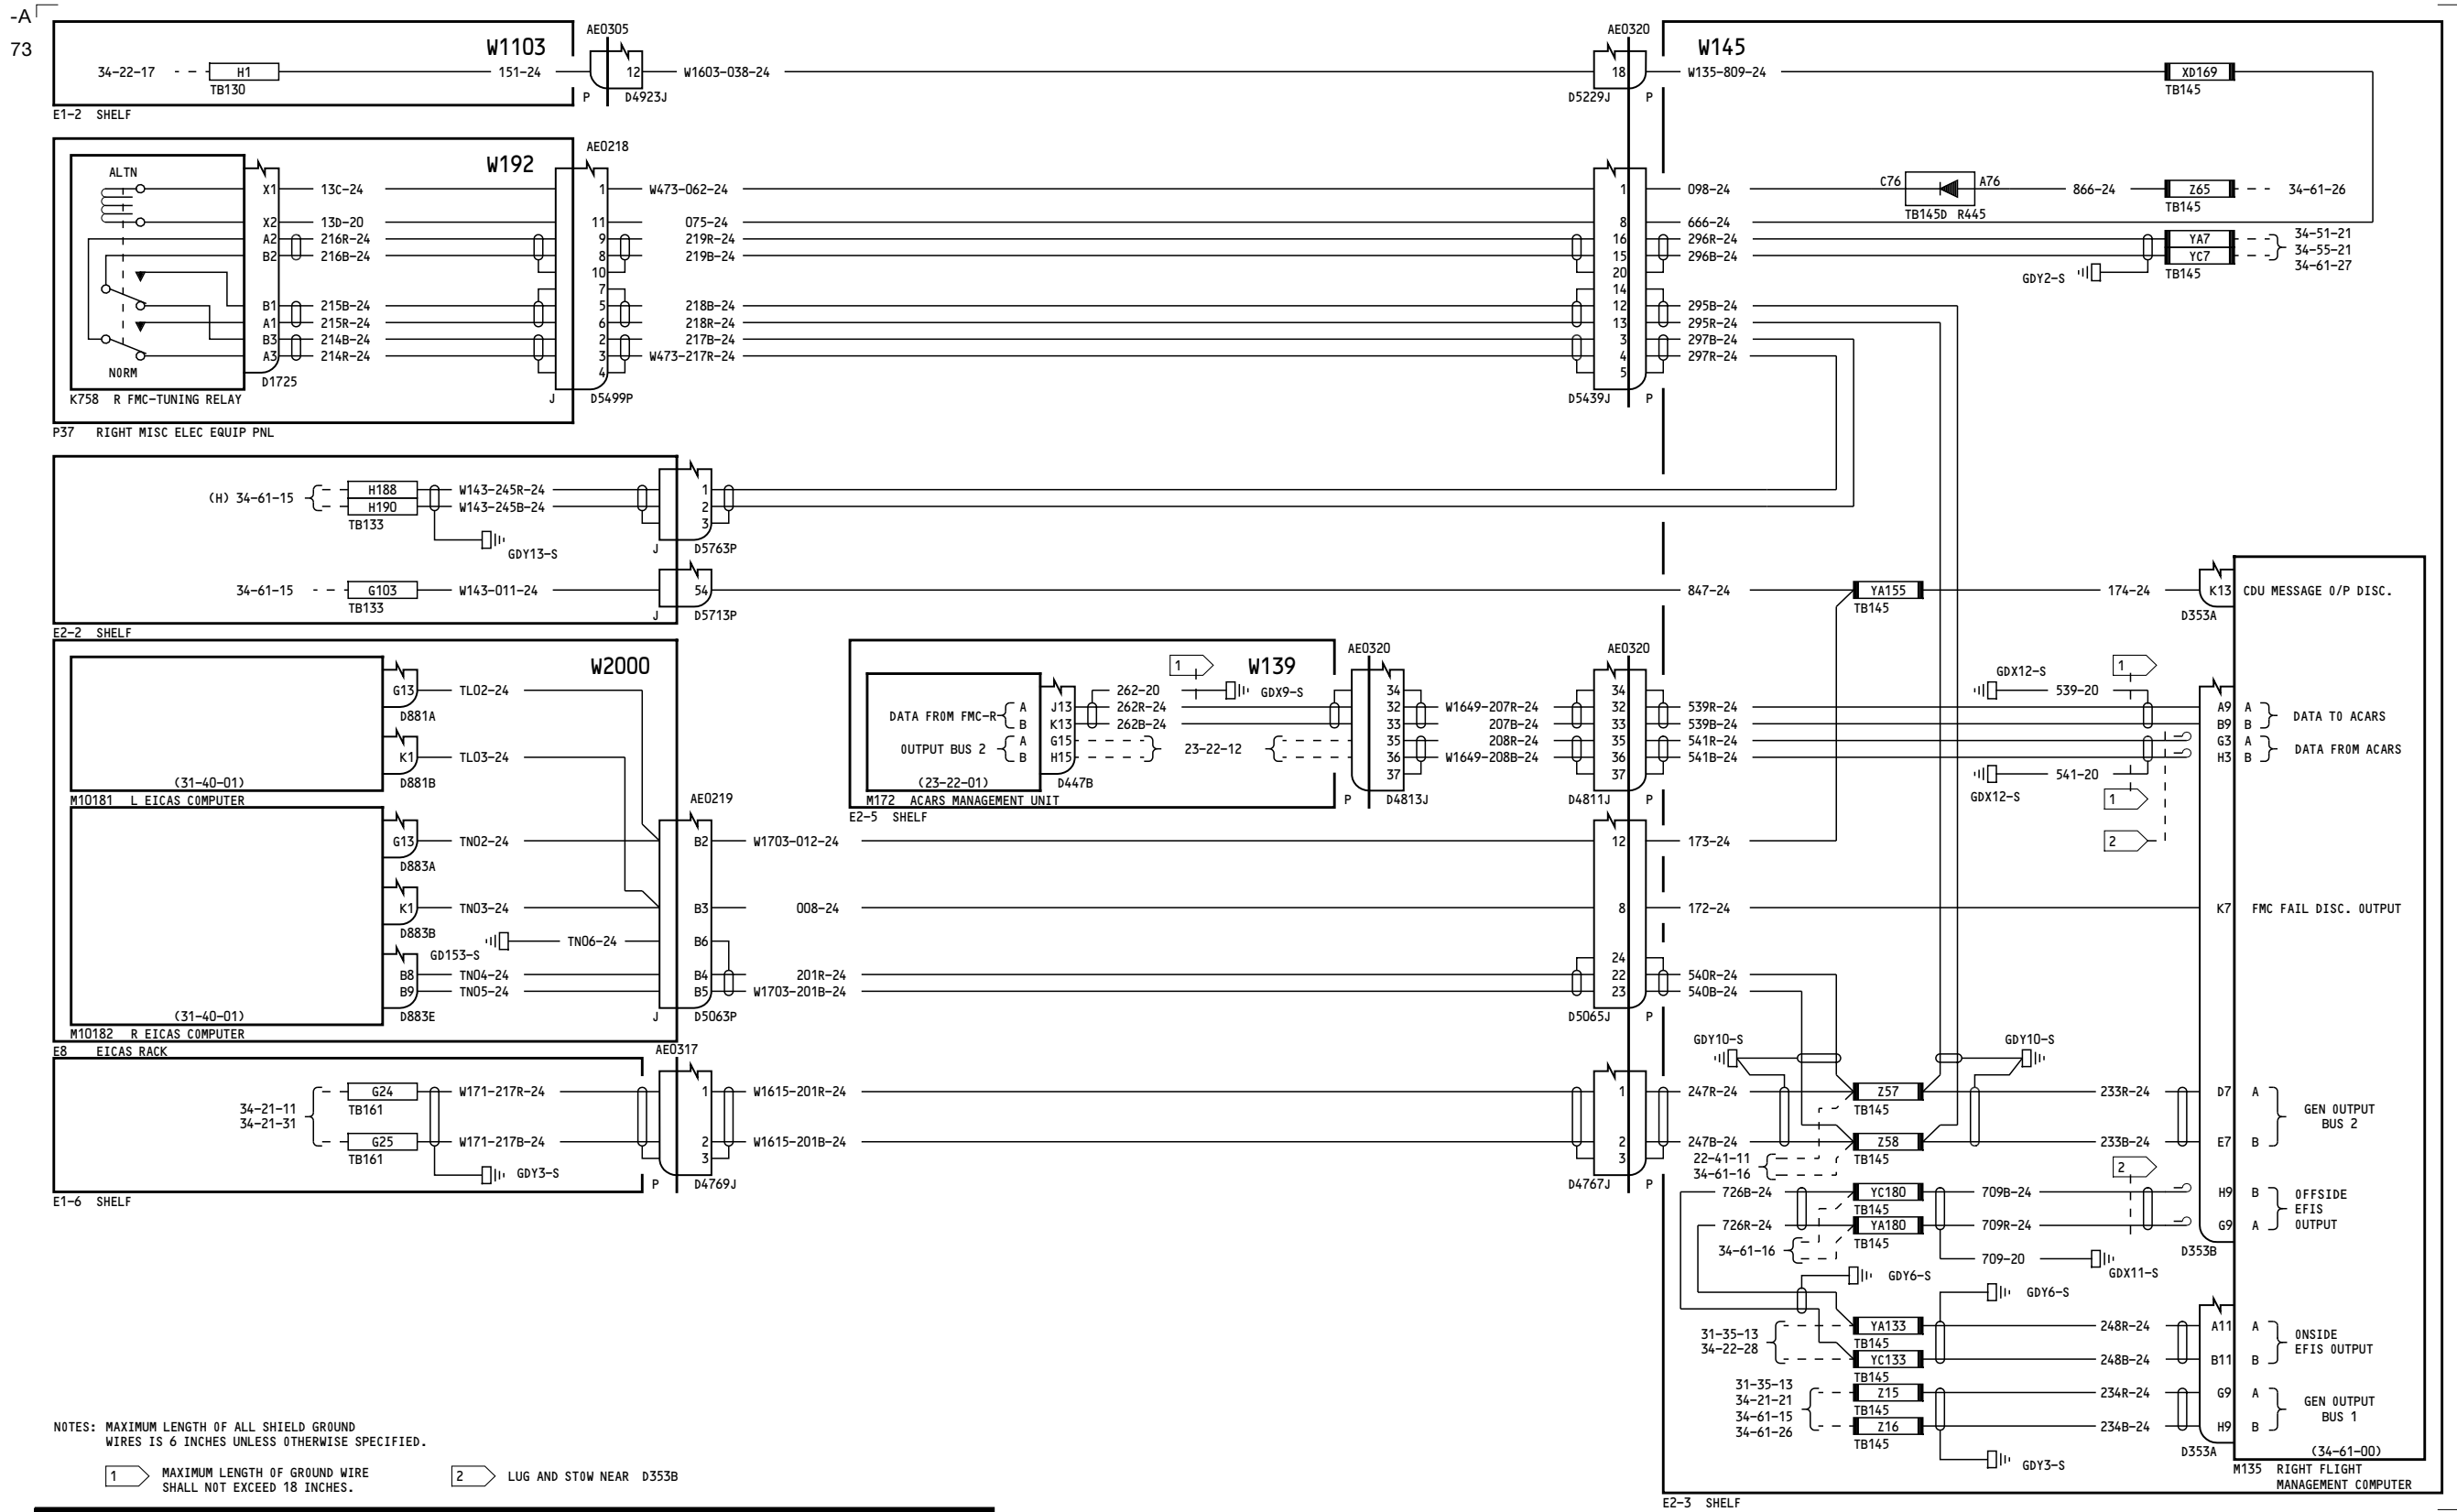 -A
73
W1103
AE0305
34-22-17
H1
TB130
151-24
12
W1603-038-24
P
D4923J
E1-2 SHELF
AE0320
W145
18
W135-809-24
D5229J
P
XD169
TB145
W192
AE0218
ALTN
NORM
X1
13C-24
1
W473-062-24
X2
13D-20
11
075-24
A2
216R-24
9
219R-24
B2
216B-24
8
219B-24
10
7
B1
215B-24
5
218B-24
A1
215R-24
6
218R-24
B3
214B-24
2
217B-24
A3
214R-24
3
W473-217R-24
4
D1725
K758 R FMC-TUNING RELAY
J
D5499P
P37 RIGHT MISC ELEC EQUIP PNL
1
098-24
C76
A76
866-24
Z65
34-61-26
TB145D R445
TB145
8
666-24
16
296R-24
YA7
34-51-21
15
296B-24
YC7
34-55-21
20
GDY2-S
TB145
34-61-27
14
12
295B-24
13
295R-24
3
297B-24
4
297R-24
5
D5439J
P
(H) 34-61-15
H188
W143-245R-24
1
H190
W143-245B-24
2
TB133
3
GDY13-S
J
D5763P
34-61-15
G103
W143-011-24
54
TB133
J
D5713P
E2-2 SHELF
847-24
YA155
TB145
174-24
K13
CDU MESSAGE O/P DISC.
D353A
W2000
G13
TL02-24
D881A
K1
TL03-24
(31-40-01)
D881B
M10181 L EICAS COMPUTER
AE0219
G13
TN02-24
B2
W1703-012-24
D883A
K1
TN03-24
B3
008-24
D883B
GD153-S
TN06-24
B6
B8
TN04-24
B4
201R-24
B9
TN05-24
B5
W1703-201B-24
(31-40-01)
D883E
J
D5063P
M10182 R EICAS COMPUTER
E8 EICAS RACK
1
W139
AE0320
262-20
GDX9-S
34
DATA FROM FMC-R
A
J13
262R-24
32
W1649-207R-24
B
K13
262B-24
33
207B-24
OUTPUT BUS 2
A
G15
23-22-12
35
208R-24
B
H15
36
W1649-208B-24
37
(23-22-01)
D447B
M172 ACARS MANAGEMENT UNIT
P
D4813J
E2-5 SHELF
AE0320
34
32
539R-24
33
539B-24
35
541R-24
36
541B-24
37
D4811J
P
GDX12-S
539-20
1
A9
A
B9
B
DATA TO ACARS
G3
A
H3
B
DATA FROM ACARS
GDX12-S
541-20
1
2
12
173-24
8
172-24
K7
FMC FAIL DISC. OUTPUT
24
22
540R-24
23
540B-24
D5065J
P
AE0317
34-21-11
34-21-31
G24
W171-217R-24
1
W1615-201R-24
TB161
G25
W171-217B-24
2
W1615-201B-24
TB161
3
GDY3-S
P
D4769J
E1-6 SHELF
GDY10-S
GDY10-S
1
247R-24
Z57
TB145
233R-24
D7
A
2
247B-24
Z58
TB145
233B-24
E7
B
GEN OUTPUT
BUS 2
3
D4767J
P
22-41-11
34-61-16
726B-24
YC180
TB145
709B-24
2
H9
B
726R-24
YA180
TB145
709R-24
G9
A
OFFSIDE
EFIS
OUTPUT
34-61-16
709-20
GDX11-S
D353B
GDY6-S
GDY6-S
31-35-13
34-22-28
YA133
TB145
248R-24
A11
A
YC133
TB145
248B-24
B11
B
ONSIDE
EFIS OUTPUT
31-35-13
34-21-21
34-61-15
34-61-26
Z15
TB145
234R-24
G9
A
Z16
TB145
234B-24
H9
B
GEN OUTPUT
BUS 1
GDY3-S
D353A
(34-61-00)
M135 RIGHT FLIGHT
MANAGEMENT COMPUTER
E2-3 SHELF
NOTES: MAXIMUM LENGTH OF ALL SHIELD GROUND
WIRES IS 6 INCHES UNLESS OTHERWISE SPECIFIED.
1 MAXIMUM LENGTH OF GROUND WIRE
SHALL NOT EXCEED 18 INCHES.
2 LUG AND STOW NEAR D353B